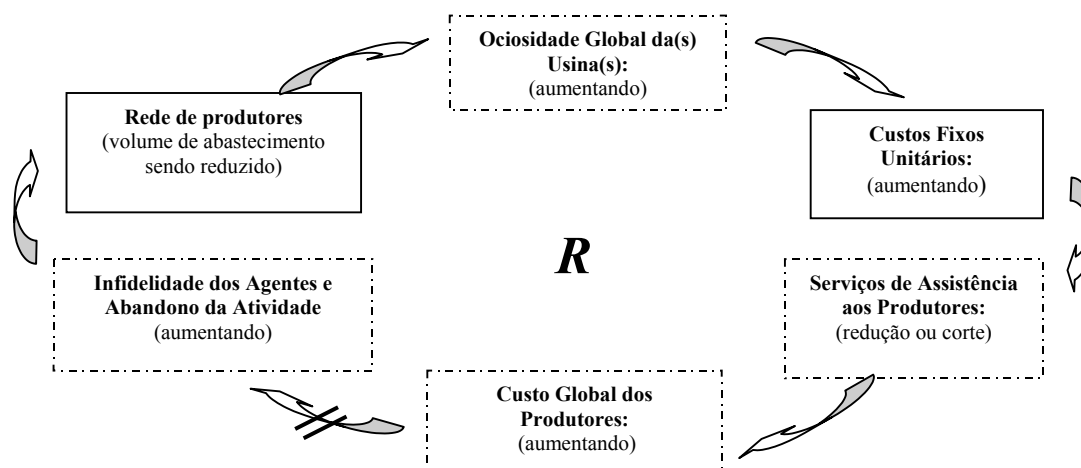 Ociosidade Global da(s)
Usina(s):
(aumentando)
Rede de produtores
(volume de abastecimento
sendo reduzido)
Custos Fixos
Unitários:
(aumentando)
R
Infidelidade dos Agentes e
Abandono da Atividade
(aumentando)
Serviços de Assistência
aos Produtores:
(redução ou corte)
Custo Global dos
Produtores:
(aumentando)